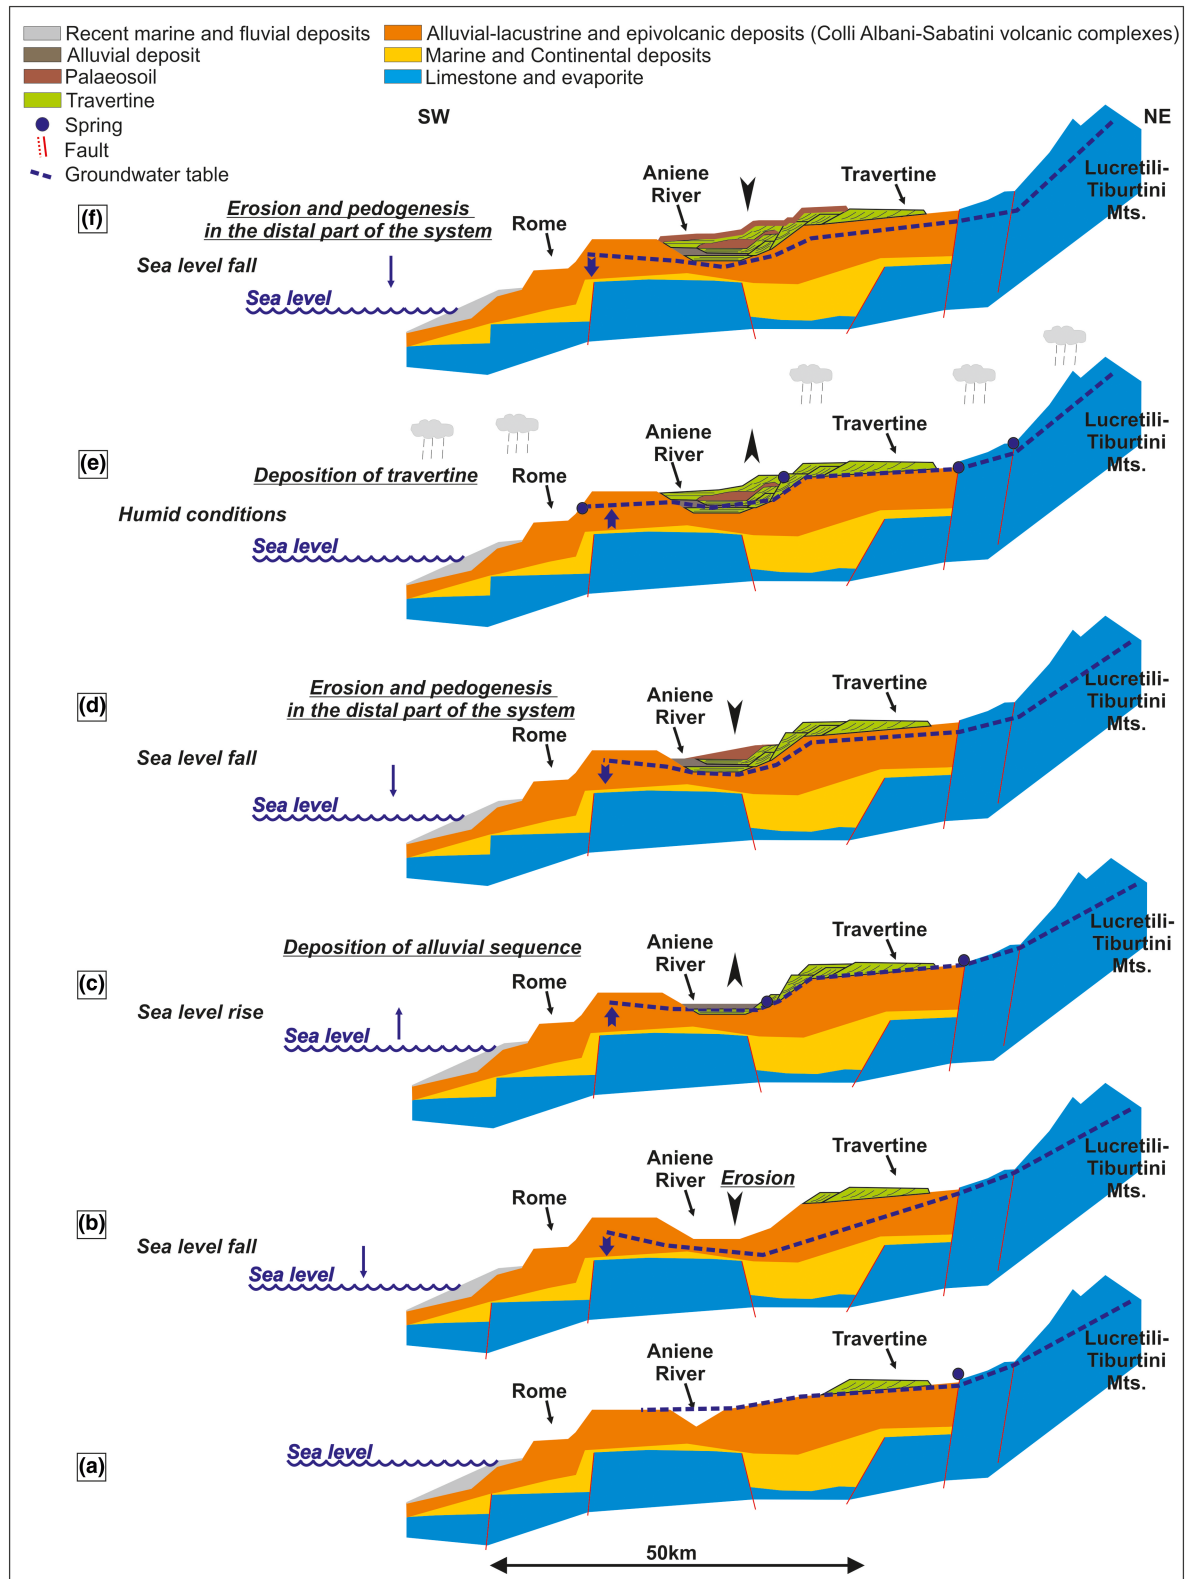 Recent marine and fluvial deposits
Alluvial deposit
Palaeosoil
Travertine
Spring
Fault
Groundwater table
Alluvial-lacustrine and epivolcanic deposits (Colli Albani-Sabatini volcanic complexes)
Marine and Continental deposits
Limestone and evaporite
SW
NE
(f)
Erosion and pedogenesis
in the distal part of the system
Sea level fall
Sea level
Rome
Aniene
River
Travertine
Lucretili-
Tiburtini
Mts.
(e)
Deposition of travertine
Humid conditions
Sea level
Rome
Aniene
River
Travertine
Lucretili-
Tiburtini
Mts.
(d)
Erosion and pedogenesis
in the distal part of the system
Sea level fall
Sea level
Rome
Aniene
River
Travertine
Lucretili-
Tiburtini
Mts.
(c)
Deposition of alluvial sequence
Sea level rise
Sea level
Rome
Aniene
River
Travertine
Lucretili-
Tiburtini
Mts.
(b)
Sea level fall
Sea level
Rome
Aniene
River
Erosion
Travertine
Lucretili-
Tiburtini
Mts.
(a)
Sea level
Rome
Aniene
River
Travertine
Lucretili-
Tiburtini
Mts.
50km